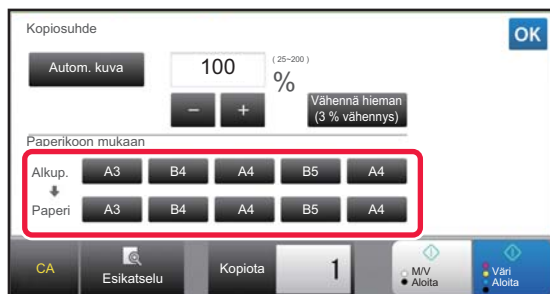 Kopiosuhde
OK
Autom. kuva
100
(25~200)
%
−
+
Vähennä hieman
(3 % vähennys)
Paperikoon mukaan
Alkup. A3 B4 A4 B5 A4
Paperi A3 B4 A4 B5 A4
CA
Esikatselu
Kopiota
1
M/V
Aloita
Väri
Aloita